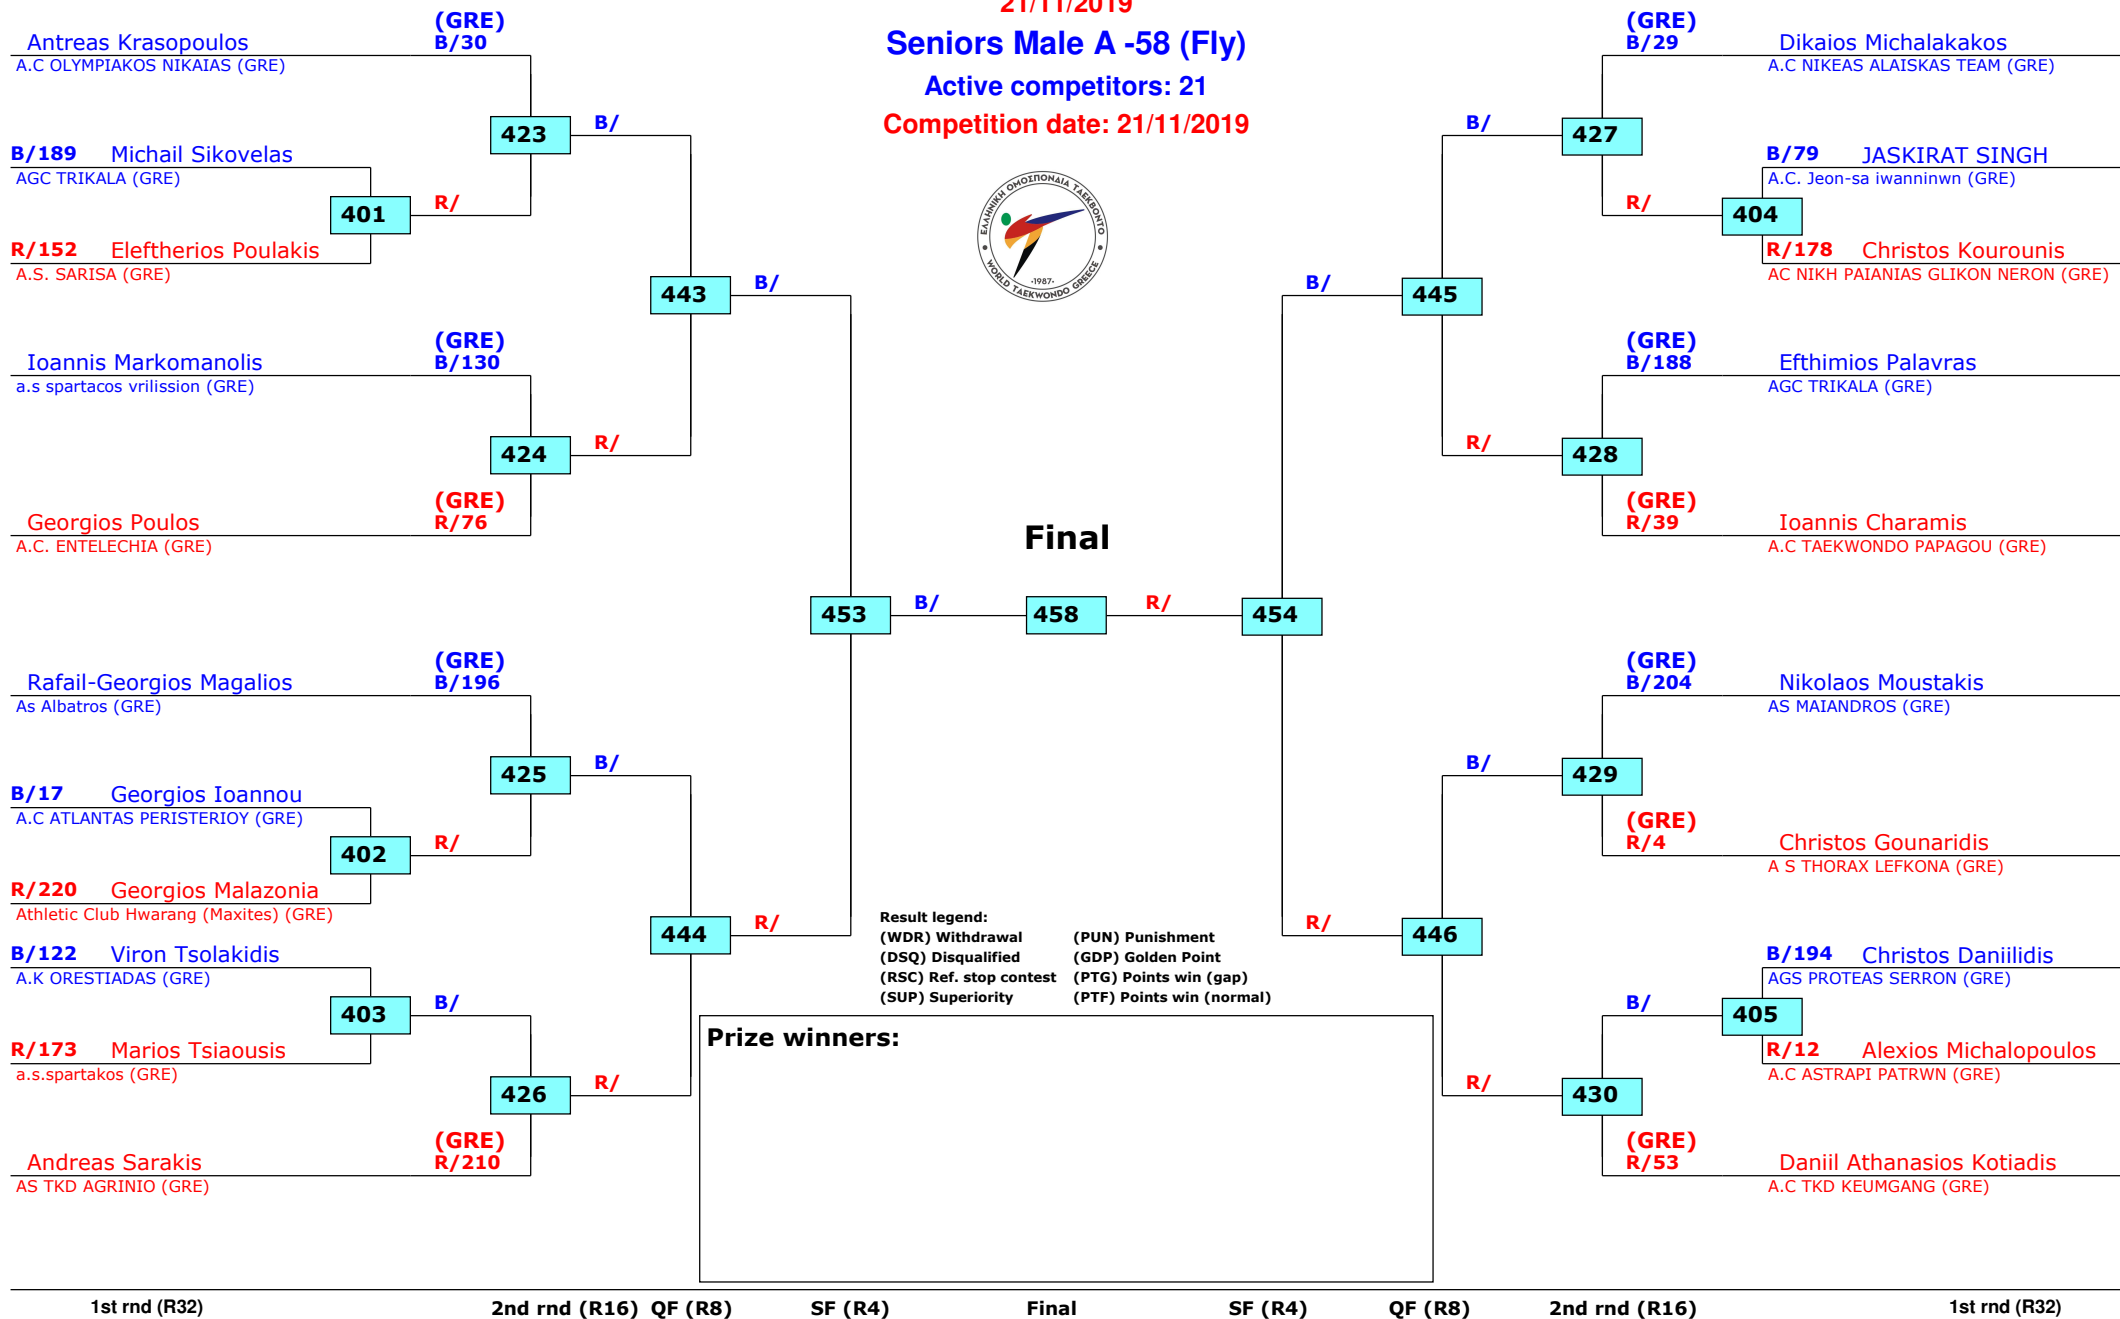 21/11/2019
Seniors Male A -58 (Fly)
Active competitors: 21
Competition date: 21/11/2019
ΕΛΛΗΝΙΚΗ ΟΜΟΣΠΟΝΔΙΑ ΤΑΕΚΒΟΝΤΟ
·1987·
WORLD TAEKWONDO GREECE
(GRE)
Antreas Krasopoulos B/30
A.C OLYMPIAKOS NIKAIAS (GRE)
423 B/
B/189 Michail Sikovelas
AGC TRIKALA (GRE)
401 R/
R/152 Eleftherios Poulakis
A.S. SARISA (GRE)
443 B/
(GRE)
Ioannis Markomanolis B/130
a.s spartacos vrilission (GRE)
424 R/
(GRE)
Georgios Poulos R/76
A.C. ENTELECHIA (GRE)
453 B/
(GRE)
Rafail-Georgios Magalios B/196
As Albatros (GRE)
425 B/
B/17 Georgios Ioannou
A.C ATLANTAS PERISTERIOY (GRE)
402 R/
R/220 Georgios Malazonia
Athletic Club Hwarang (Maxites) (GRE)
444 R/
B/122 Viron Tsolakidis
A.K ORESTIADAS (GRE)
403 B/
R/173 Marios Tsiaousis
a.s.spartakos (GRE)
426 R/
(GRE)
Andreas Sarakis R/210
AS TKD AGRINIO (GRE)
Final
458
(GRE)
B/29 Dikaios Michalakakos
A.C NIKEAS ALAISKAS TEAM (GRE)
B/ 427
B/79 JASKIRAT SINGH
A.C. Jeon-sa iwanninwn (GRE)
R/ 404
R/178 Christos Kourounis
AC NIKH PAIANIAS GLIKON NERON (GRE)
B/ 445
(GRE)
B/188 Efthimios Palavras
AGC TRIKALA (GRE)
R/ 428
(GRE)
R/39 Ioannis Charamis
A.C TAEKWONDO PAPAGOU (GRE)
R/ 454
(GRE)
B/204 Nikolaos Moustakis
AS MAIANDROS (GRE)
B/ 429
(GRE)
R/4 Christos Gounaridis
A S THORAX LEFKONA (GRE)
R/ 446
B/194 Christos Daniilidis
AGS PROTEAS SERRON (GRE)
B/ 405
R/12 Alexios Michalopoulos
A.C ASTRAPI PATRWN (GRE)
R/ 430
(GRE)
R/53 Daniil Athanasios Kotiadis
A.C TKD KEUMGANG (GRE)
Result legend:
(WDR) Withdrawal (PUN) Punishment
(DSQ) Disqualified (GDP) Golden Point
(RSC) Ref. stop contest (PTG) Points win (gap)
(SUP) Superiority (PTF) Points win (normal)
Prize winners:
1st rnd (R32) 2nd rnd (R16) QF (R8) SF (R4) Final SF (R4) QF (R8) 2nd rnd (R16) 1st rnd (R32)